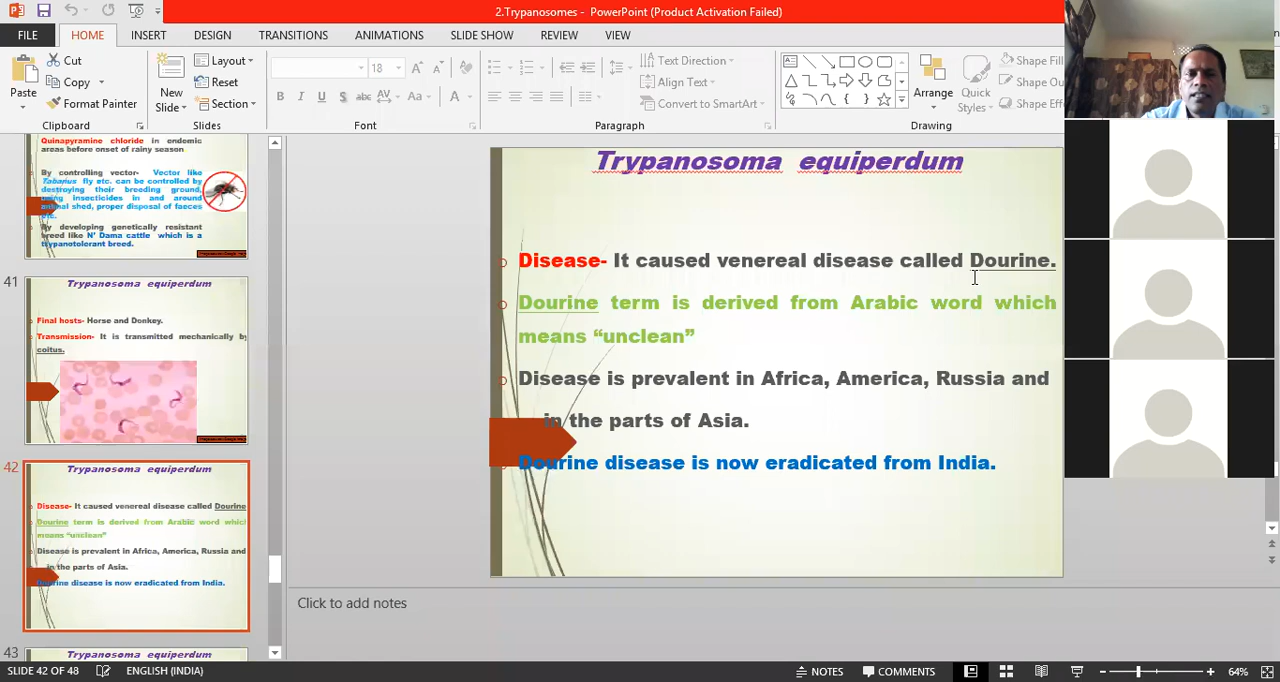 2.Trypanosomes - PowerPoint (Product Activation Failed)
FILE HOME INSERT DESIGN TRANSITIONS ANIMATIONS SLIDE SHOW REVIEW VIEW
Paste
Cut
Copy
Format Painter
Clipboard
New
Slide
Layout
Reset
Section
Slides
18
B I U S abc AV Aa A
Font
Text Direction
Align Text
Convert to SmartArt
Paragraph
Arrange
Quick
Styles
Shape Fill
Shape Ou
Shape Effe
Drawing
Quinapyramine chloride in endemic
areas before onset of rainy season
By controlling vector- Vector like
Tabanus fly etc. can be controlled by
destroying their breeding ground,
using insecticides in and around
animal shed, proper disposal of faeces
etc.
By developing genetically resistant
breed like N' Dama cattle which is a
trypanotolerant breed.
41
Trypanosoma equiperdum
Final hosts- Horse and Donkey.
Transmission- It is transmitted mechanically by
coitus.
42
Trypanosoma equiperdum
Disease- It caused venereal disease called Dourine
Dourine term is derived from Arabic word which
means “unclean”
Disease is prevalent in Africa, America, Russia and
in the parts of Asia.
Dourine disease is now eradicated from India.
43
Trypanosoma equiperdum
Trypanosoma equiperdum
Disease- It caused venereal disease called Dourine.
Dourine term is derived from Arabic word which
means “unclean”
Disease is prevalent in Africa, America, Russia and
in the parts of Asia.
Dourine disease is now eradicated from India.
Click to add notes
SLIDE 42 OF 48 ENGLISH (INDIA) NOTES COMMENTS 64%